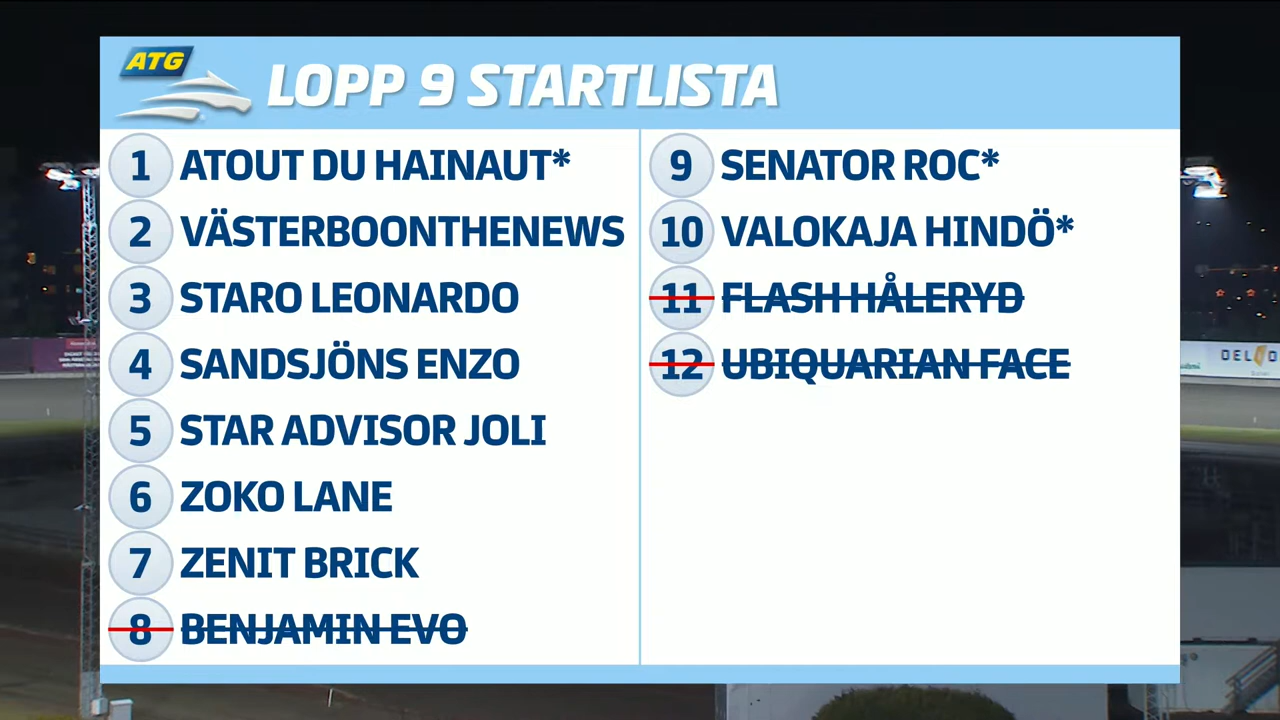 ATG
LOPP 9 STARTLISTA
1 ATOUT DU HAINAUT*
2 VÄSTERBOONTHENEWS
3 STARO LEONARDO
4 SANDSJÖNS ENZO
5 STAR ADVISOR JOLI
6 ZOKO LANE
7 ZENIT BRICK
8 BENJAMIN EVO
9 SENATOR ROC*
10 VALOKAJA HINDÖ*
11 FLASH HÅLERYD
12 UBIQUARIAN FACE